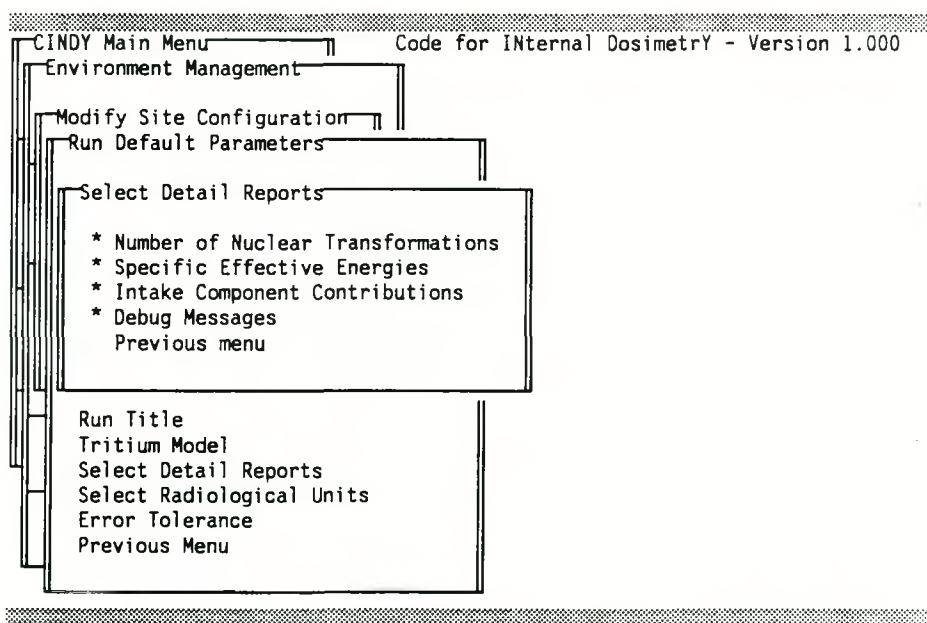 CINDY Main Menu Code for INternal DosimetrY - Version 1.000
Environment Management
Modify Site Configuration
Run Default Parameters
Select Detail Reports
* Number of Nuclear Transformations
* Specific Effective Energies
* Intake Component Contributions
* Debug Messages
Previous menu
Run Title
Tritium Model
Select Detail Reports
Select Radiological Units
Error Tolerance
Previous Menu